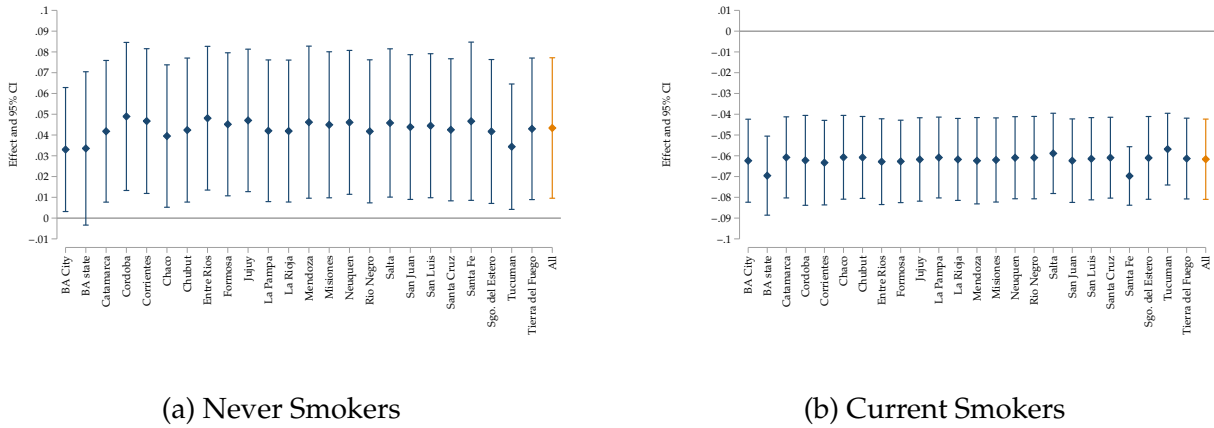 Effect and 95% CI
.1
.09
.08
.07
.06
.05
.04
.03
.02
.01
0
-.01
BA City
BA state
Catamarca
Cordoba
Corrientes
Chaco
Chubut
Entre Rios
Formosa
Jujuy
La Pampa
La Rioja
Mendoza
Misiones
Neuquen
Rio Negro
Salta
San Juan
San Luis
Santa Cruz
Santa Fe
Sgo. del Estero
Tucuman
Tierra del Fuego
All
(a) Never Smokers
Effect and 95% CI
.01
0
-.01
-.02
-.03
-.04
-.05
-.06
-.07
-.08
-.09
-.1
BA City
BA state
Catamarca
Cordoba
Corrientes
Chaco
Chubut
Entre Rios
Formosa
Jujuy
La Pampa
La Rioja
Mendoza
Misiones
Neuquen
Rio Negro
Salta
San Juan
San Luis
Santa Cruz
Santa Fe
Sgo. del Estero
Tucuman
Tierra del Fuego
All
(b) Current Smokers